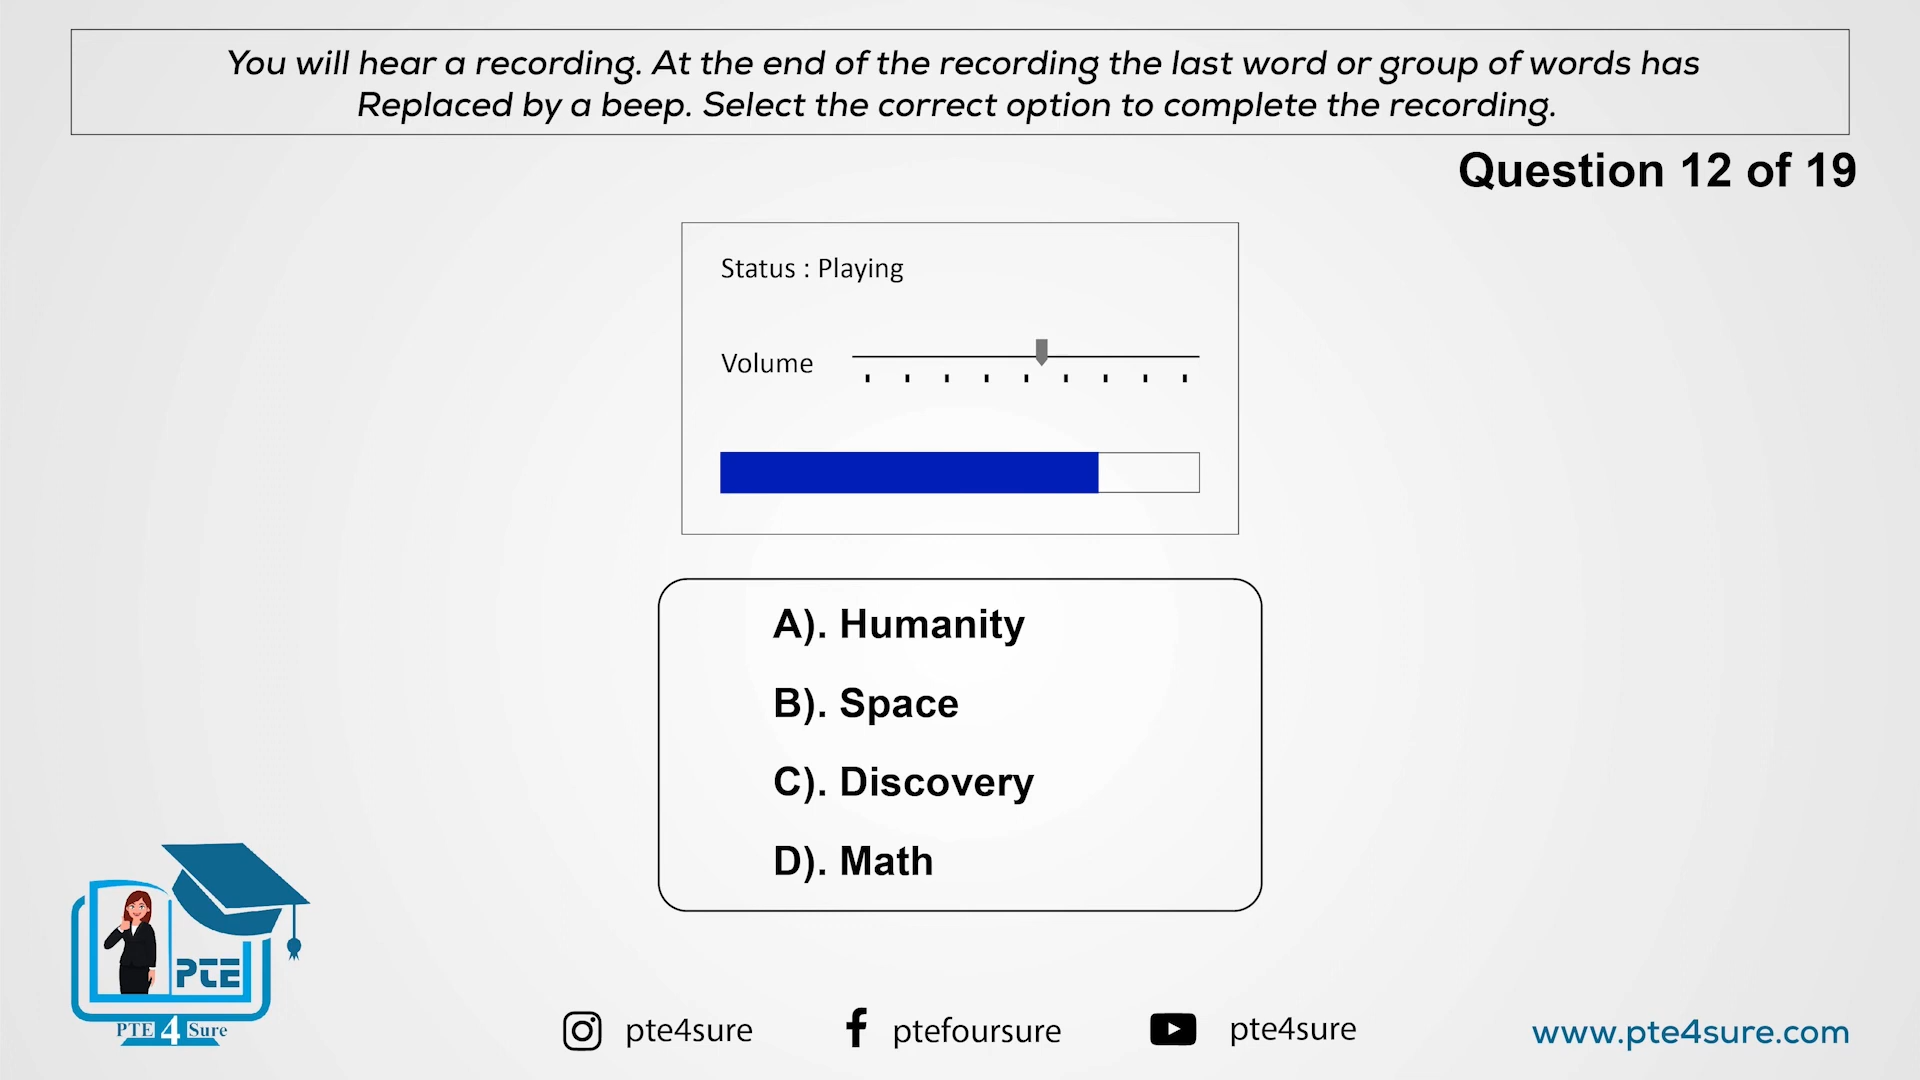 You will hear a recording. At the end of the recording the last word or group of words has
Replaced by a beep. Select the correct option to complete the recording.
Question 12 of 19
Status : Playing
Volume
A). Humanity
B). Space
C). Discovery
D). Math
PTE
PTE 4 Sure
pte4sure
ptefoursure
pte4sure
www.pte4sure.com